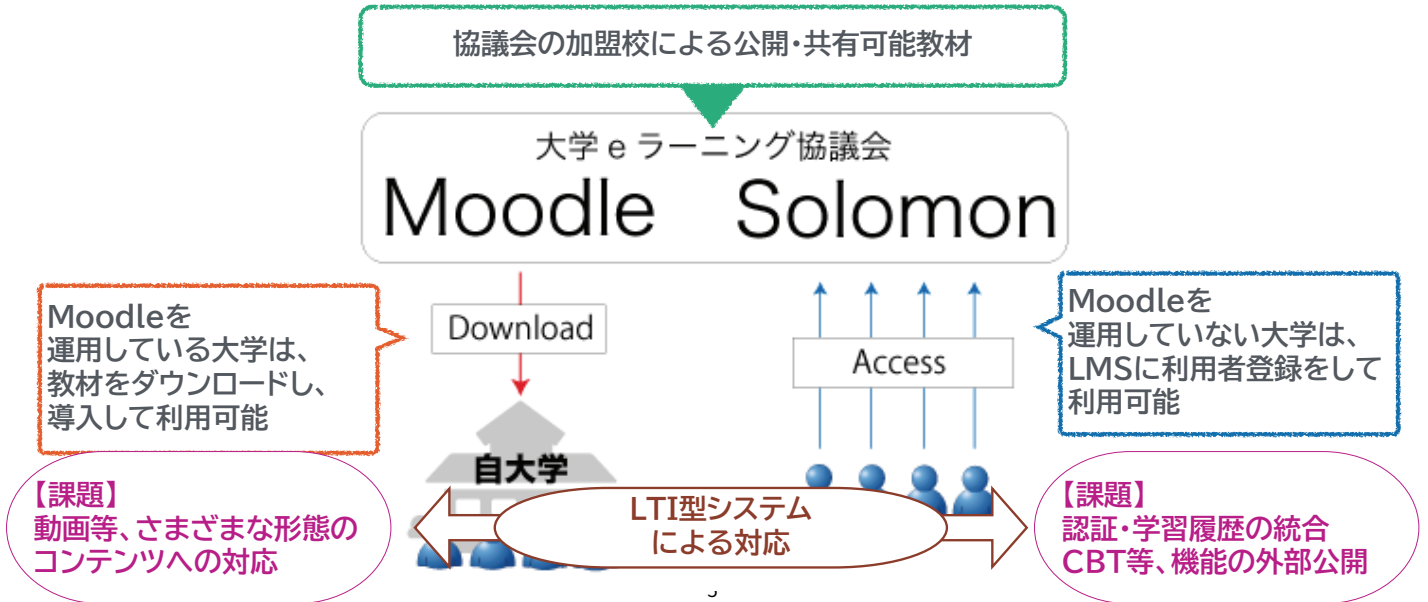 協議会の加盟校による公開・共有可能教材
大学 e ラーニング協議会
Moodle Solomon
Moodleを
運用している大学は、
教材をダウンロードし、
導入して利用可能
Download
Access
Moodleを
運用していない大学は、
LMSに利用者登録をして
利用可能
自大学
【課題】
動画等、さまざまな形態の
コンテンツへの対応
LTI型システム
による対応
【課題】
認証・学習履歴の統合
CBT等、機能の外部公開